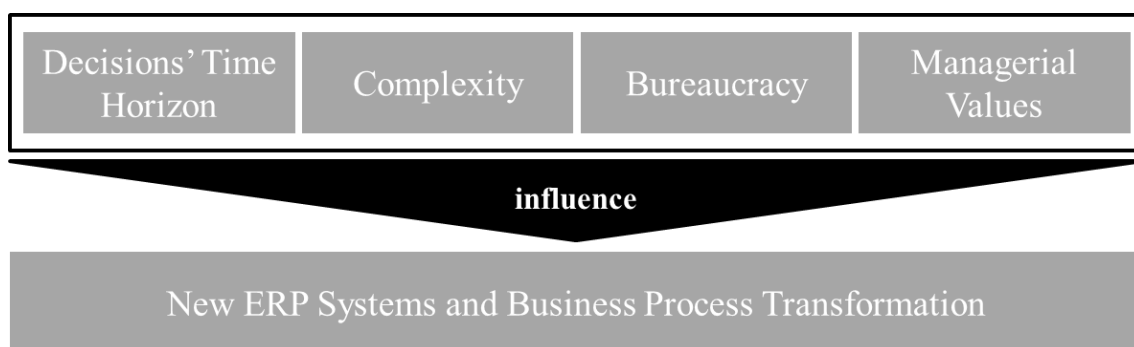 Decisions’ Time
Horizon
Complexity
Bureaucracy
Managerial
Values
influence
New ERP Systems and Business Process Transformation